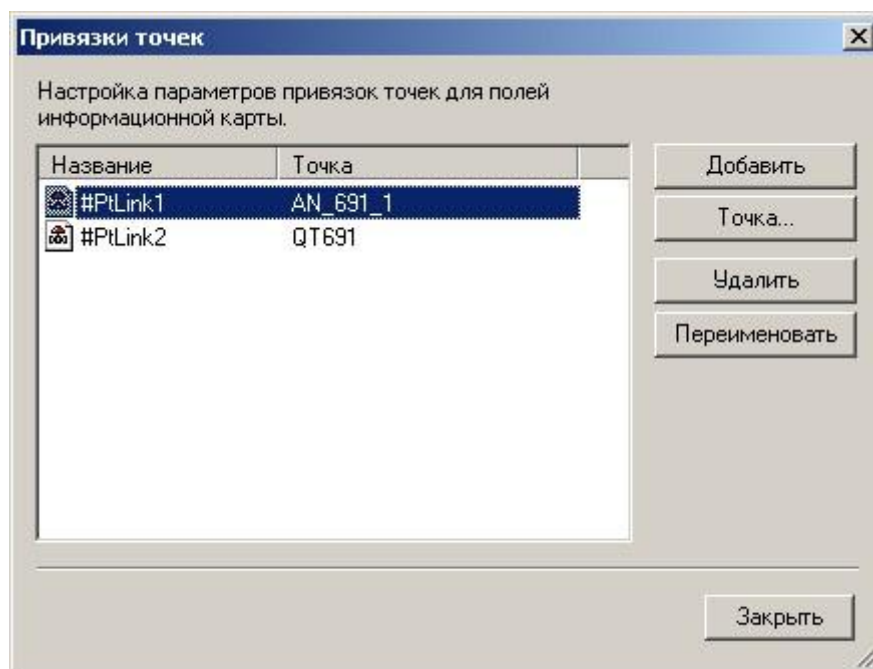 Привязки точек
Настройка параметров привязок точек для полей
информационной карты.
Название Точка
#PtLink1 AN_691_1
#PtLink2 QT691
Добавить
Точка...
Удалить
Переименовать
Закрыть